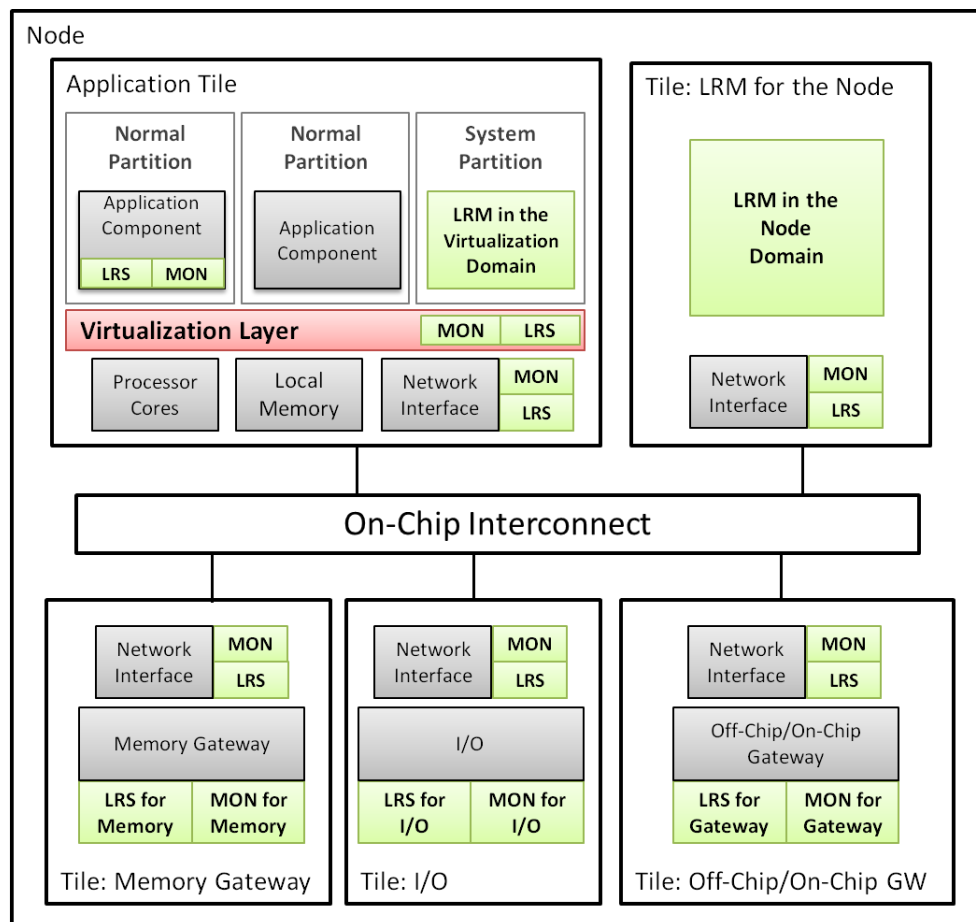 Node
Application Tile
Normal
Partition
Application
Component
LRS
MON
Normal
Partition
Application
Component
System
Partition
LRM in the
Virtualization
Domain
Virtualization Layer
MON
LRS
Processor
Cores
Local
Memory
Network
Interface
MON
LRS
Tile: LRM for the Node
LRM in the
Node
Domain
Network
Interface
MON
LRS
On-Chip Interconnect
Network
Interface
MON
LRS
Memory Gateway
LRS for
Memory
MON for
Memory
Tile: Memory Gateway
Network
Interface
MON
LRS
I/O
LRS for
I/O
MON for
I/O
Tile: I/O
Network
Interface
MON
LRS
Off-Chip/On-Chip
Gateway
LRS for
Gateway
MON for
Gateway
Tile: Off-Chip/On-Chip GW